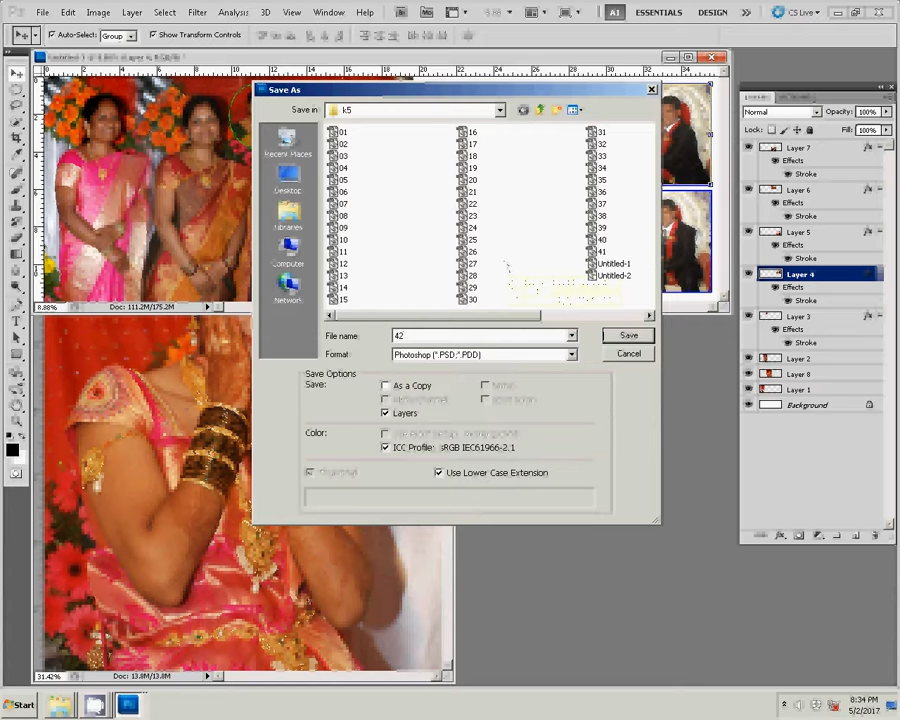 File Edit Image Layer Select Filter Analysis 3D View Window Help
ESSENTIALS DESIGN CS Live
Auto-Select: Group Show Transform Controls
Save As
Save in: k5
Recent Places
Desktop
Libraries
Computer
Network
01 16 31
02 17 32
03 18 33
04 19 34
05 20 35
06 21 36
07 22 37
08 23 38
09 24 39
10 25 40
11 26 41
12 27 Untitled-1
13 28 Untitled-2
14 29
15 30
File name: 42 Save
Format: Photoshop (*.PSD;*.PDD) Cancel
Save Options
Save: As a Copy
Layers
Color:
ICC Profile: sRGB IEC61966-2.1
Use Lower Case Extension
Normal Opacity: 100%
Lock: Fill: 100%
Layer 7
Effects
Stroke
Layer 6
Effects
Stroke
Layer 5
Effects
Stroke
Layer 4
Effects
Stroke
Layer 3
Effects
Stroke
Layer 2
Layer 8
Layer 1
Background
8.88% Doc: 111.2M/175.2M
31.42% Doc: 13.8M/13.8M
Start
8:34 PM
5/2/2017